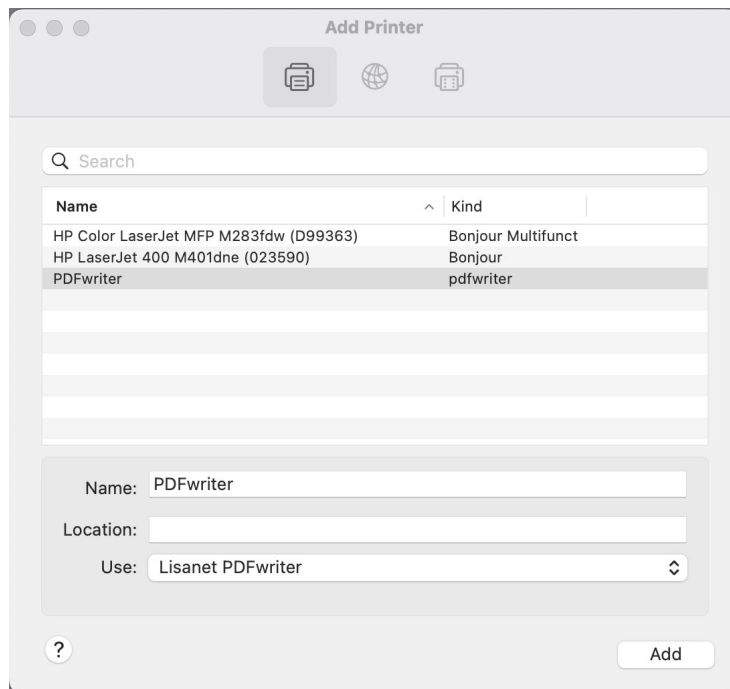 Add Printer
Search
Name Kind
HP Color LaserJet MFP M283fdw (D99363) Bonjour Multifunct
HP LaserJet 400 M401dne (023590) Bonjour
PDFwriter pdfwriter
Name: PDFwriter
Location:
Use: Lisanet PDFwriter
? Add